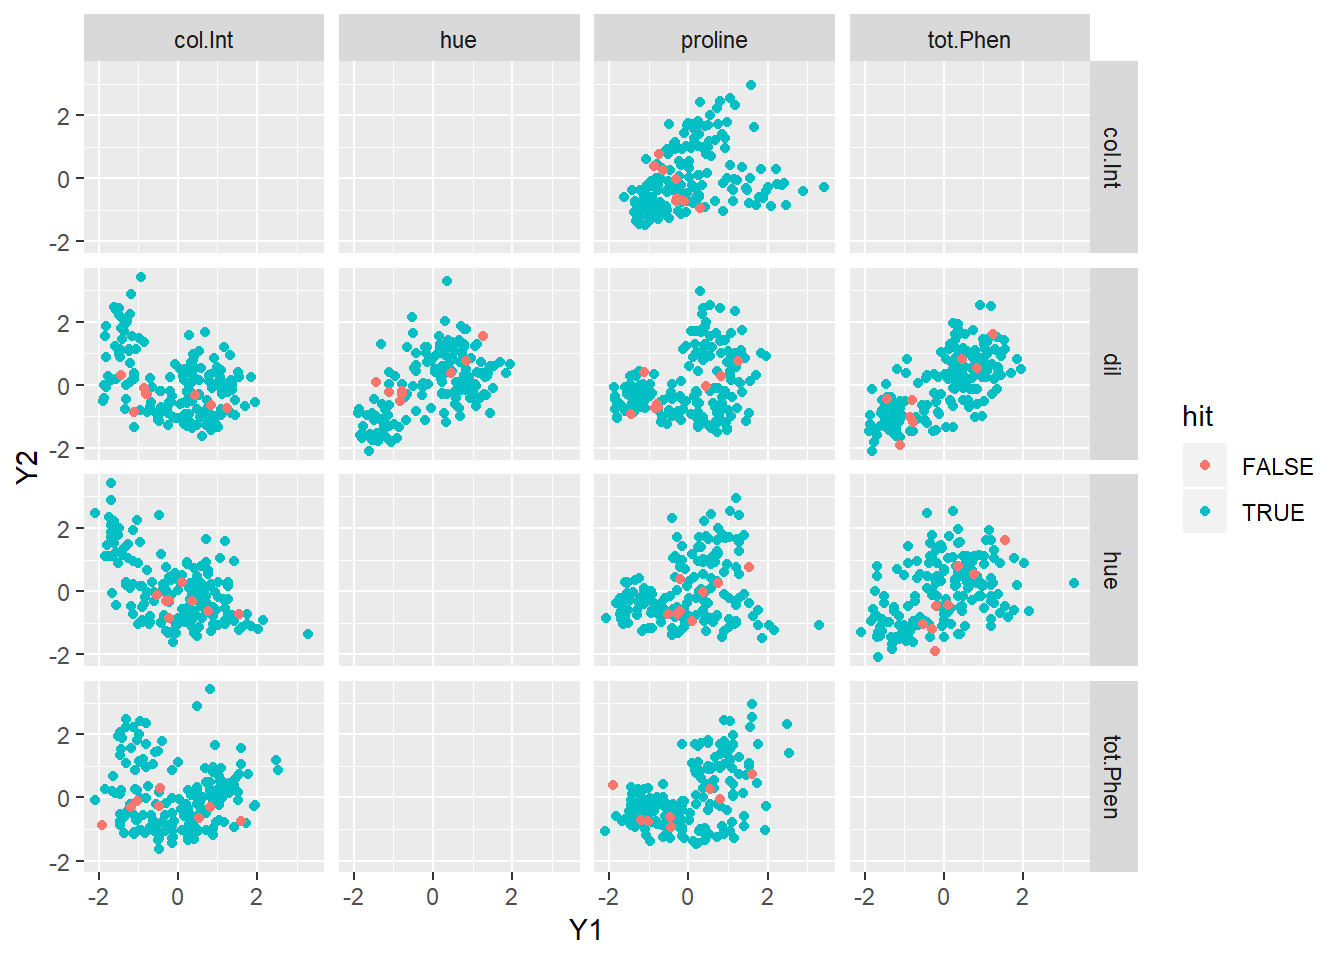 col.Int hue proline tot.Phen
2
0
-2
col.Int
2
0
-2
dil
Y2
hit
FALSE
TRUE
2
0
-2
hue
2
0
-2
tot.Phen
-2 0 2 -2 0 2 -2 0 2 -2 0 2
Y1